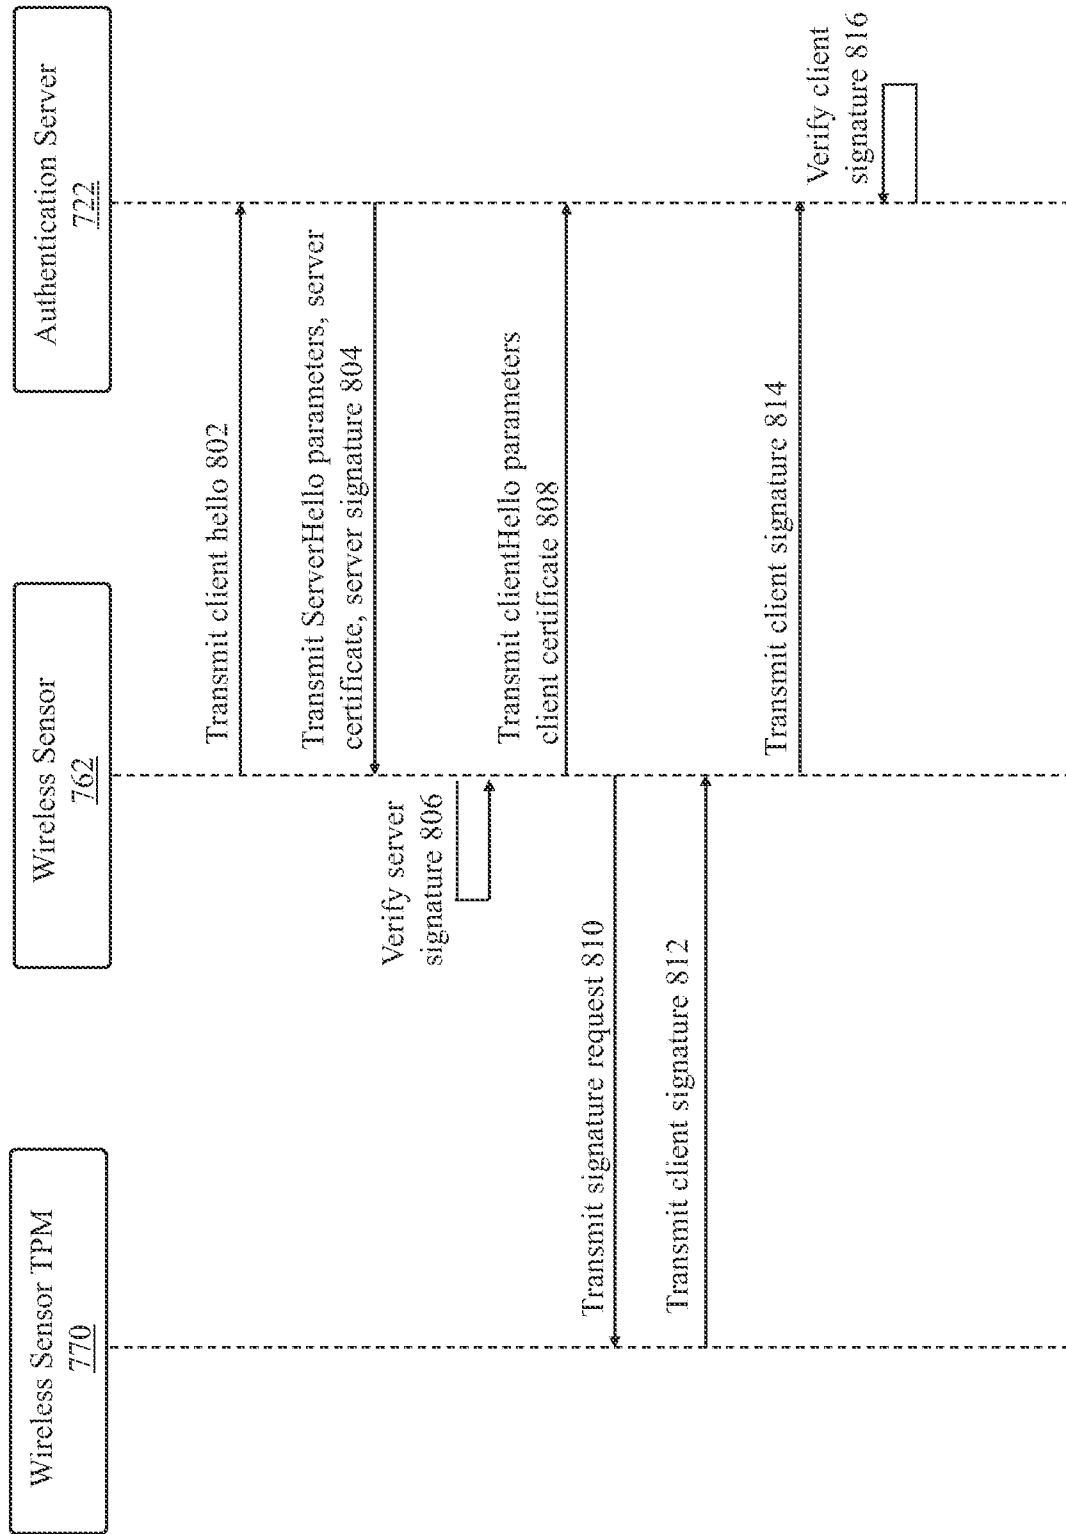 Wireless Sensor TPM
770
Wireless Sensor
762
Authentication Server
722
Transmit client hello 802
Transmit ServerHello parameters, server
certificate, server signature 804
Verify server
signature 806
Transmit clientHello parameters
client certificate 808
Transmit signature request 810
Transmit client signature 812
Transmit client signature 814
Verify client
signature 816